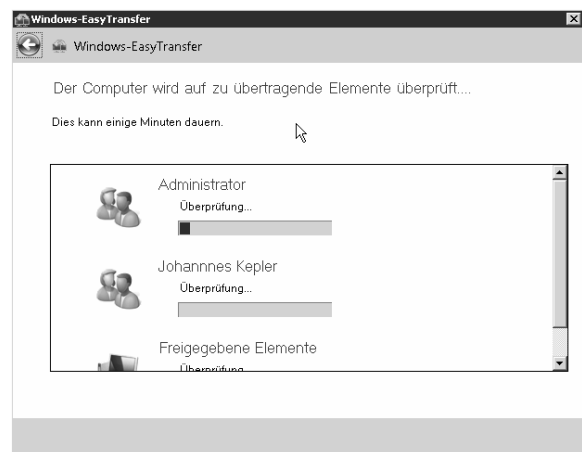 Windows-EasyTransfer
Windows-EasyTransfer
Der Computer wird auf zu übertragende Elemente überprüft....
Dies kann einige Minuten dauern.
Administrator
Überprüfung...
Johannnes Kepler
Überprüfung...
Freigegebene Elemente
Überprüfung